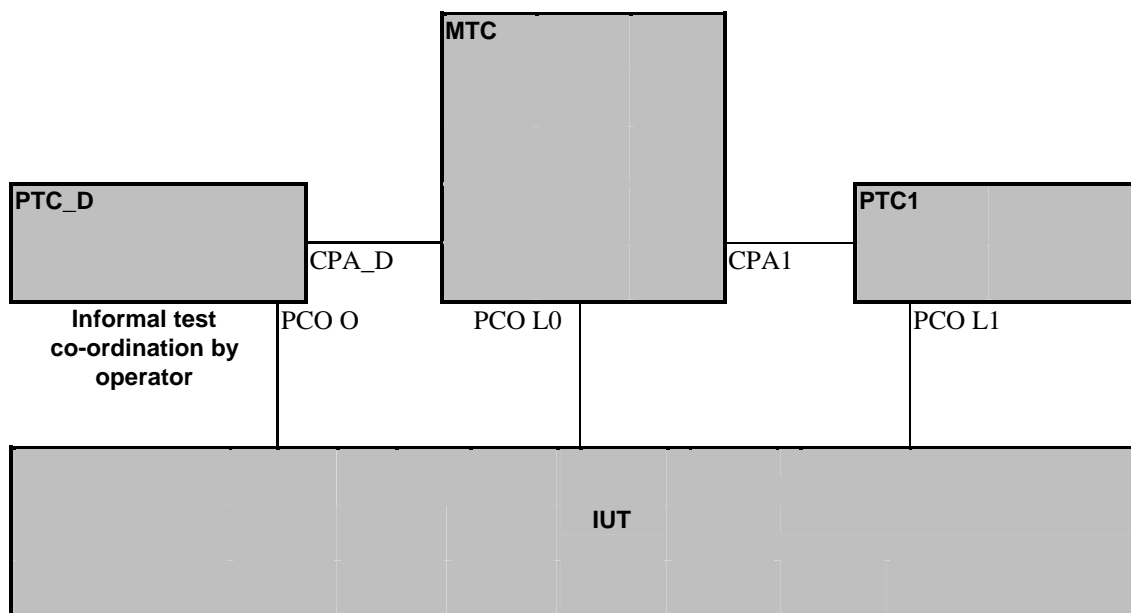 MTC
PTC_D
PTC1
CPA_D
CPA1
Informal test
co-ordination by
operator
PCO O
PCO L0
PCO L1
IUT